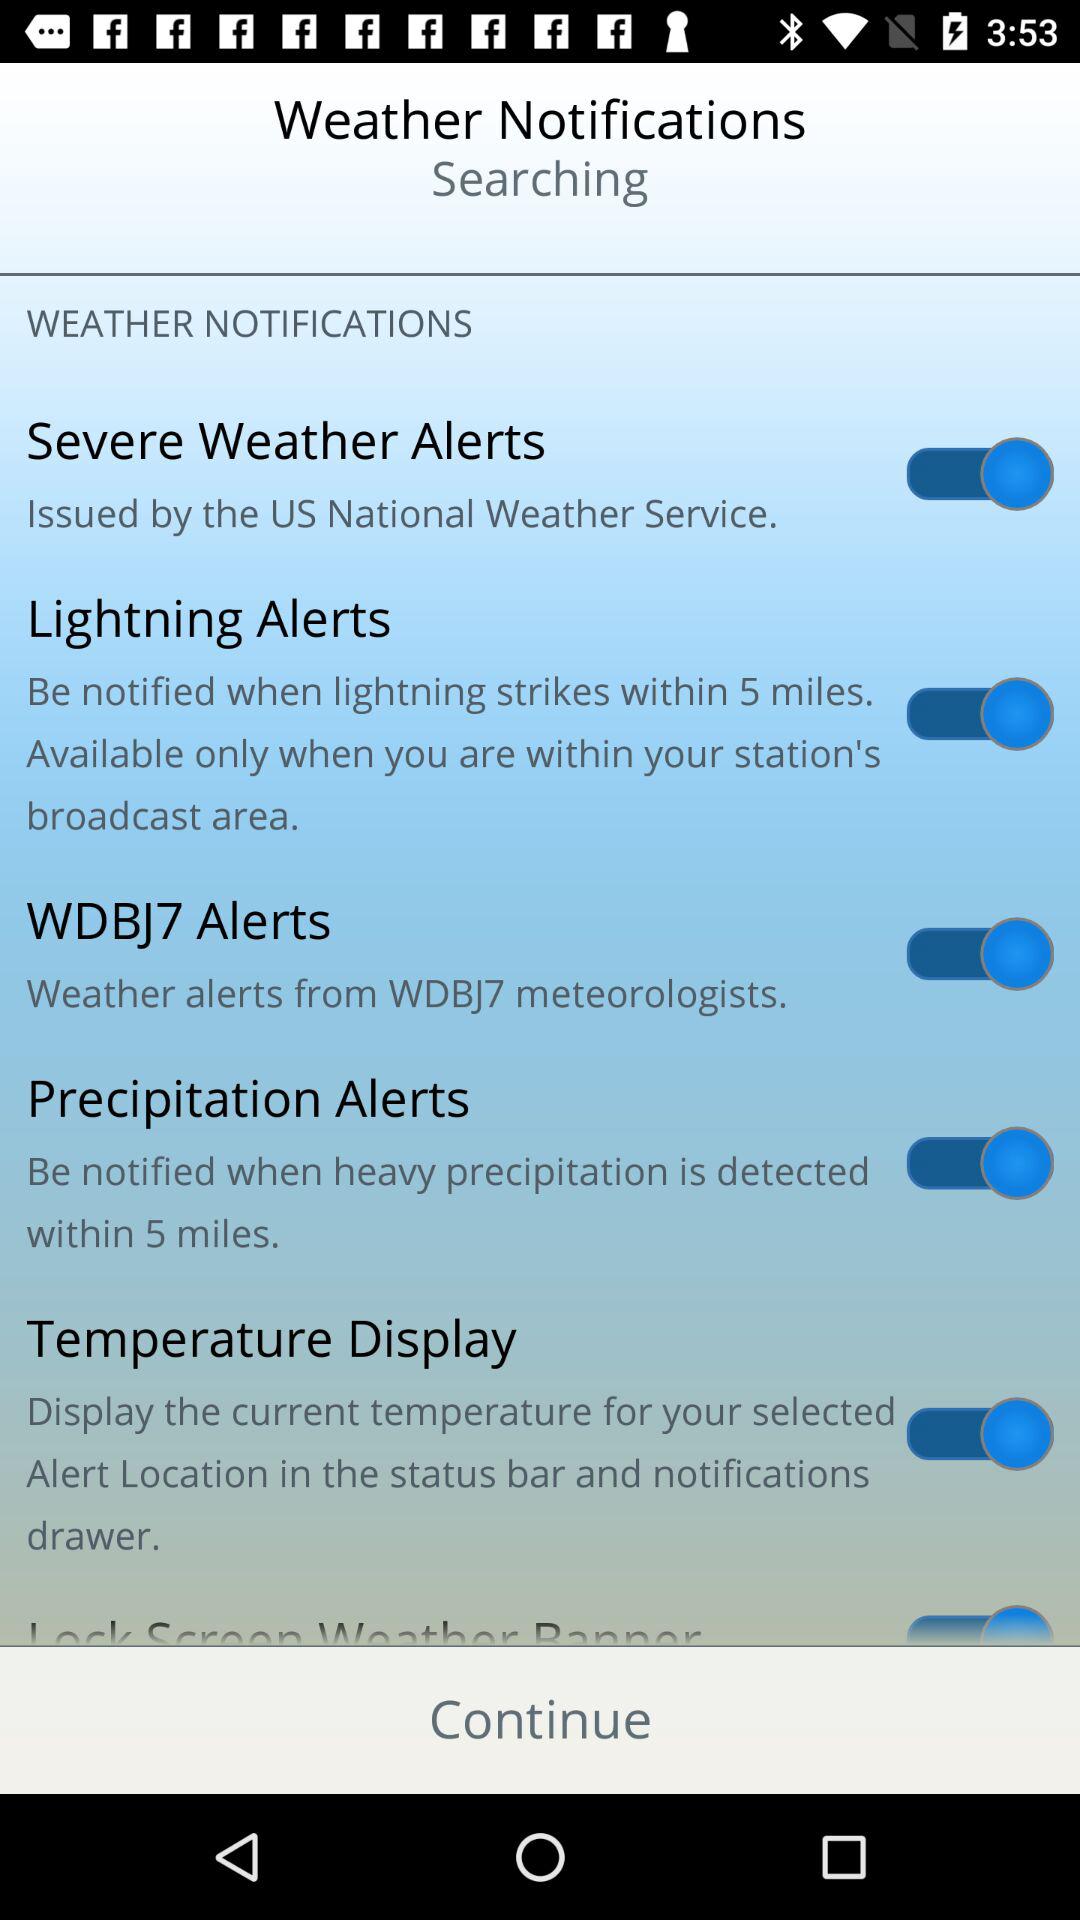 3:53
Weather Notifications
Searching
WEATHER NOTIFICATIONS
Severe Weather Alerts
Issued by the US National Weather Service.
Lightning Alerts
Be notified when lightning strikes within 5 miles.
Available only when you are within your station's
broadcast area.
WDBJ7 Alerts
Weather alerts from WDBJ7 meteorologists.
Precipitation Alerts
Be notified when heavy precipitation is detected
within 5 miles.
Temperature Display
Display the current temperature for your selected
Alert Location in the status bar and notifications
drawer.
Lock Screen Weather Banner
Continue